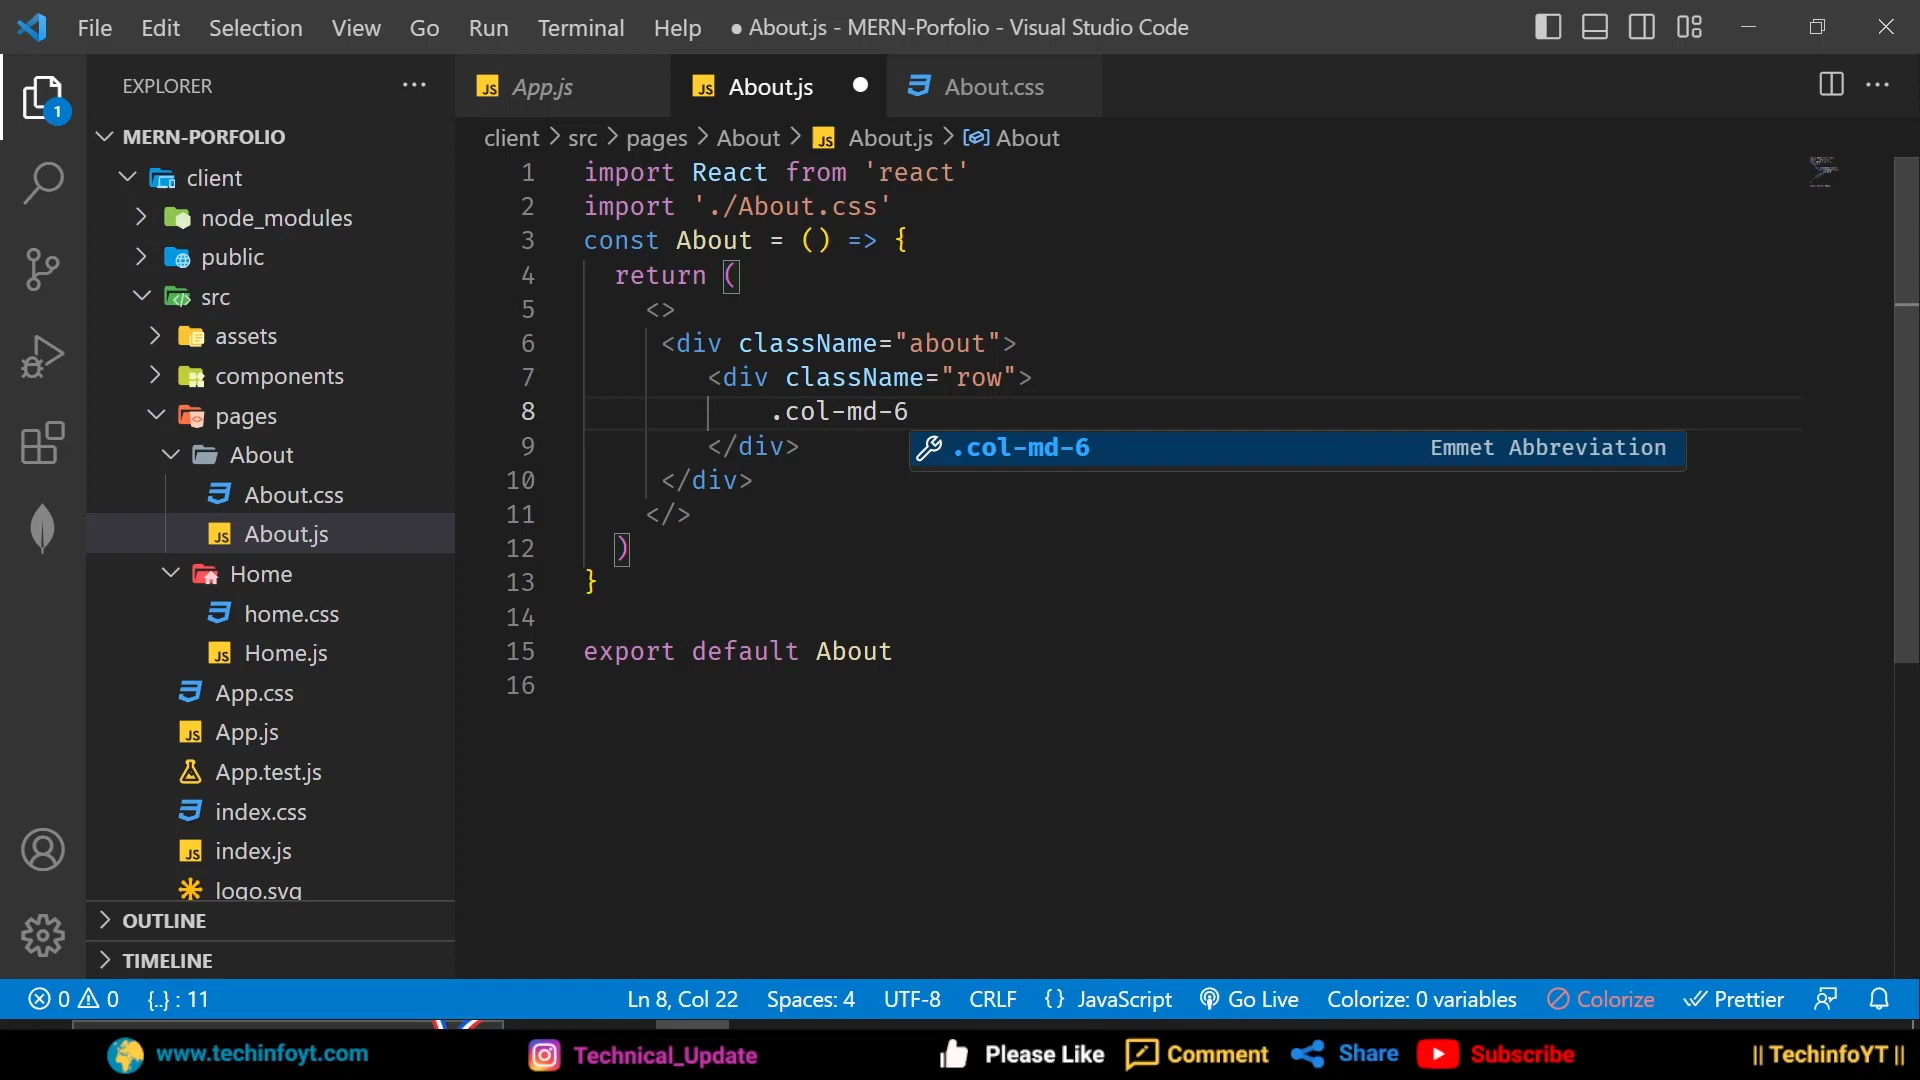 File Edit Selection View Go Run Terminal Help ● About.js - MERN-Porfolio - Visual Studio Code
EXPLORER
App.js
About.js
About.css
1
MERN-PORFOLIO
client
node_modules
public
src
assets
components
pages
About
About.css
About.js
Home
home.css
Home.js
App.css
App.js
App.test.js
index.css
index.js
logo.svg
OUTLINE
TIMELINE
client > src > pages > About > JS About.js > About
1 import React from 'react'
2 import './About.css'
3 const About = () => {
4 return (
5 <>
6 <div className="about">
7 <div className="row">
8 .col-md-6
9 </div>
.col-md-6 Emmet Abbreviation
10 </div>
11 </>
12 )
13 }
14
15 export default About
16
0 0 {..} : 11 Ln 8, Col 22 Spaces: 4 UTF-8 CRLF {} JavaScript Go Live Colorize: 0 variables Colorize Prettier
www.techinfoyt.com Technical_Update Please Like Comment Share Subscribe || TechinfoYT ||